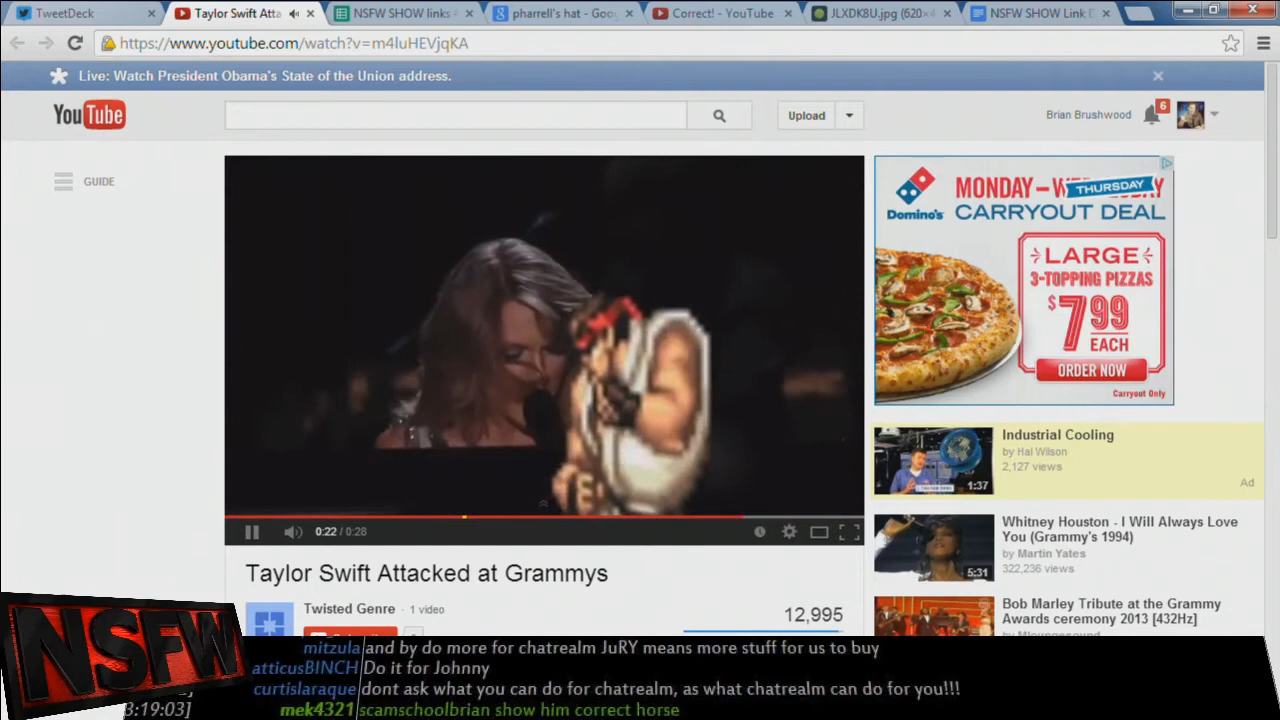 TweetDeck
Taylor Swift Atta
NSFW SHOW links
pharrell's hat - Goo
Correct! - YouTube
JLXDK8U.jpg (620×4
NSFW SHOW Link D
https://www.youtube.com/watch?v=m4luHEVjqKA
Live: Watch President Obama's State of the Union address.
YouTube
Upload
Brian Brushwood
6
GUIDE
Domino's
MONDAY–W
THURSDAY
CARRYOUT DEAL
LARGE
3-TOPPING PIZZAS
$7.99
EACH
ORDER NOW
Carryout Only
Industrial Cooling
by Hal Wilson
2,127 views
1:37
Ad
Whitney Houston - I Will Always Love
You (Grammy's 1994)
by Martin Yates
322,236 views
5:31
Bob Marley Tribute at the Grammy
Awards ceremony 2013 [432Hz]
0:22 / 0:28
Taylor Swift Attacked at Grammys
Twisted Genre · 1 video
12,995
NSFW
mitzula and by do more for chatrealm JuRY means more stuff for us to buy
atticusBINCH Do it for Johnny
curtislaraque dont ask what you can do for chatrealm, as what chatrealm can do for you!!!
3:19:03] mek4321 scamschoolbrian show him correct horse